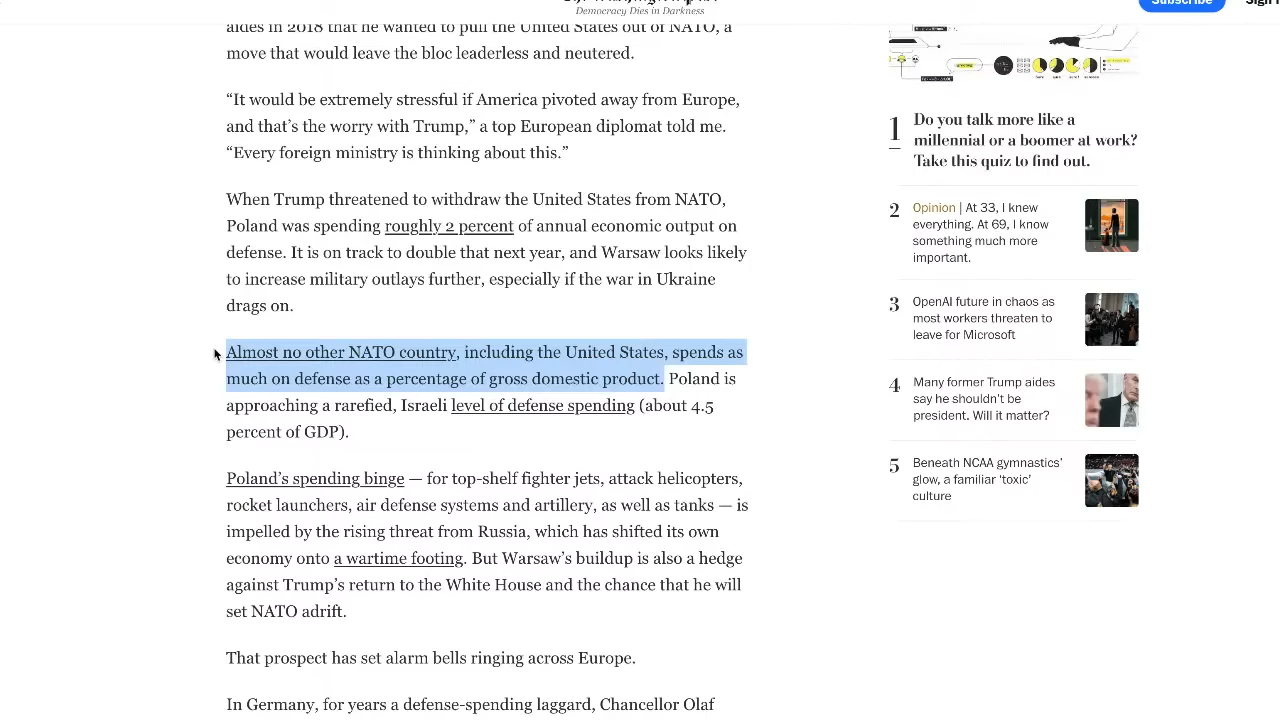 Democracy Dies in Darkness
Subscribe
aides in 2018 that he wanted to pull the United States out of NATO, a
move that would leave the bloc leaderless and neutered.
“It would be extremely stressful if America pivoted away from Europe,
and that’s the worry with Trump,” a top European diplomat told me.
“Every foreign ministry is thinking about this.”
When Trump threatened to withdraw the United States from NATO,
Poland was spending roughly 2 percent of annual economic output on
defense. It is on track to double that next year, and Warsaw looks likely
to increase military outlays further, especially if the war in Ukraine
drags on.
Almost no other NATO country, including the United States, spends as
much on defense as a percentage of gross domestic product. Poland is
approaching a rarefied, Israeli level of defense spending (about 4.5
percent of GDP).
Poland’s spending binge — for top-shelf fighter jets, attack helicopters,
rocket launchers, air defense systems and artillery, as well as tanks — is
impelled by the rising threat from Russia, which has shifted its own
economy onto a wartime footing. But Warsaw’s buildup is also a hedge
against Trump’s return to the White House and the chance that he will
set NATO adrift.
That prospect has set alarm bells ringing across Europe.
In Germany, for years a defense-spending laggard, Chancellor Olaf
1
Do you talk more like a
millennial or a boomer at work?
Take this quiz to find out.
2
Opinion | At 33, I knew
everything. At 69, I know
something much more
important.
3
OpenAI future in chaos as
most workers threaten to
leave for Microsoft
4
Many former Trump aides
say he shouldn’t be
president. Will it matter?
5
Beneath NCAA gymnastics’
glow, a familiar ‘toxic’
culture